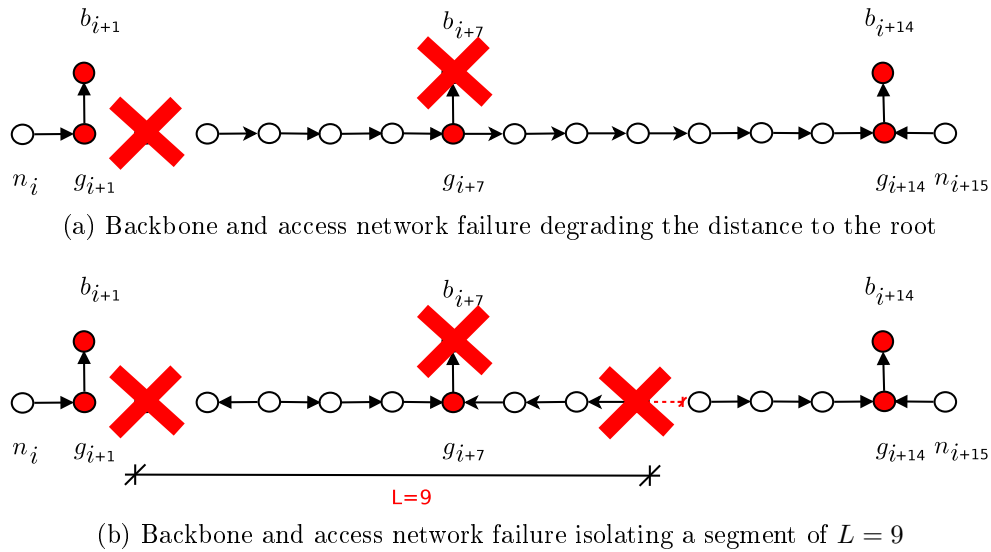 b_{i+1} b_{i+7} b_{i+14}
n_i g_{i+1} g_{i+7} g_{i+14} n_{i+15}
(a) Backbone and access network failure degrading the distance to the root
b_{i+1} b_{i+7} b_{i+14}
n_i g_{i+1} g_{i+7} g_{i+14} n_{i+15}
L=9
(b) Backbone and access network failure isolating a segment of L = 9